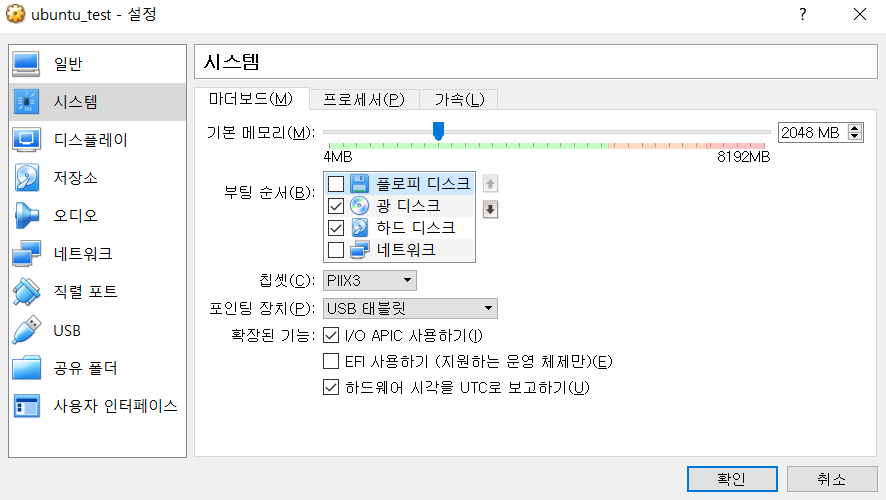 ubuntu_test - 설정
?
일반
시스템
디스플레이
저장소
오디오
네트워크
직렬 포트
USB
공유 폴더
사용자 인터페이스
시스템
마더보드(M) 프로세서(P) 가속(L)
기본 메모리(M): 2048 MB
4MB 8192MB
부팅 순서(B):
플로피 디스크
광 디스크
하드 디스크
네트워크
칩셋(C): PIIX3
포인팅 장치(P): USB 태블릿
확장된 기능: I/O APIC 사용하기(I)
EFI 사용하기 (지원하는 운영 체제만)(E)
하드웨어 시각을 UTC로 보고하기(U)
확인 취소